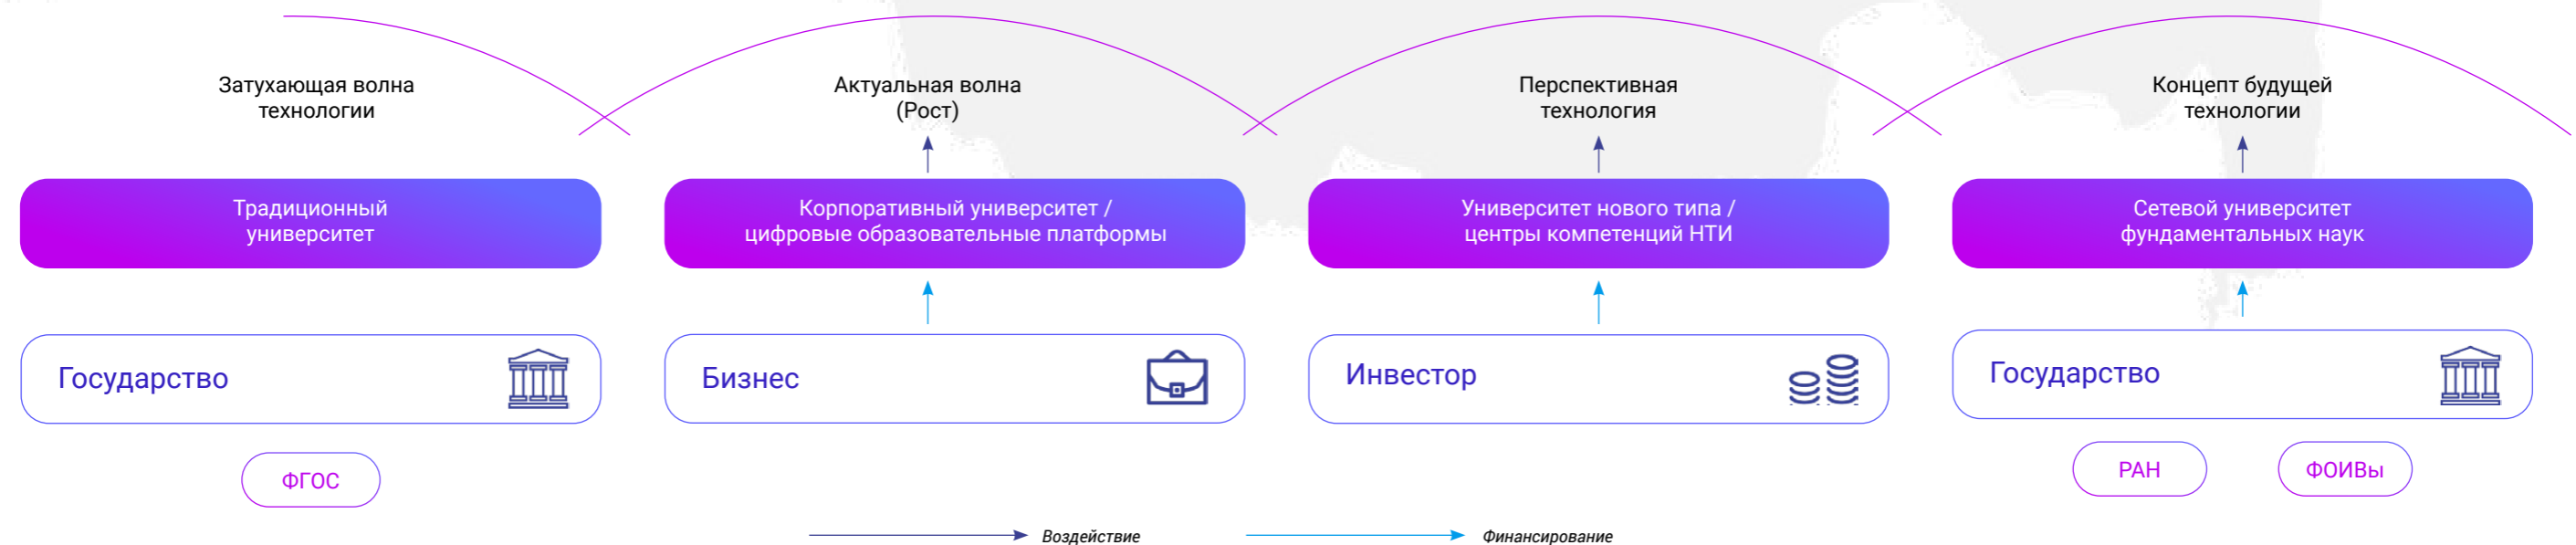 Затухающая волна
технологии
Актуальная волна
(Рост)
Перспективная
технология
Концепт будущей
технологии
Традиционный
университет
Корпоративный университет /
цифровые образовательные платформы
Университет нового типа /
центры компетенций НТИ
Сетевой университет
фундаментальных наук
Государство
Бизнес
Инвестор
Государство
ФГОС
РАН
ФОИВы
Воздействие
Финансирование